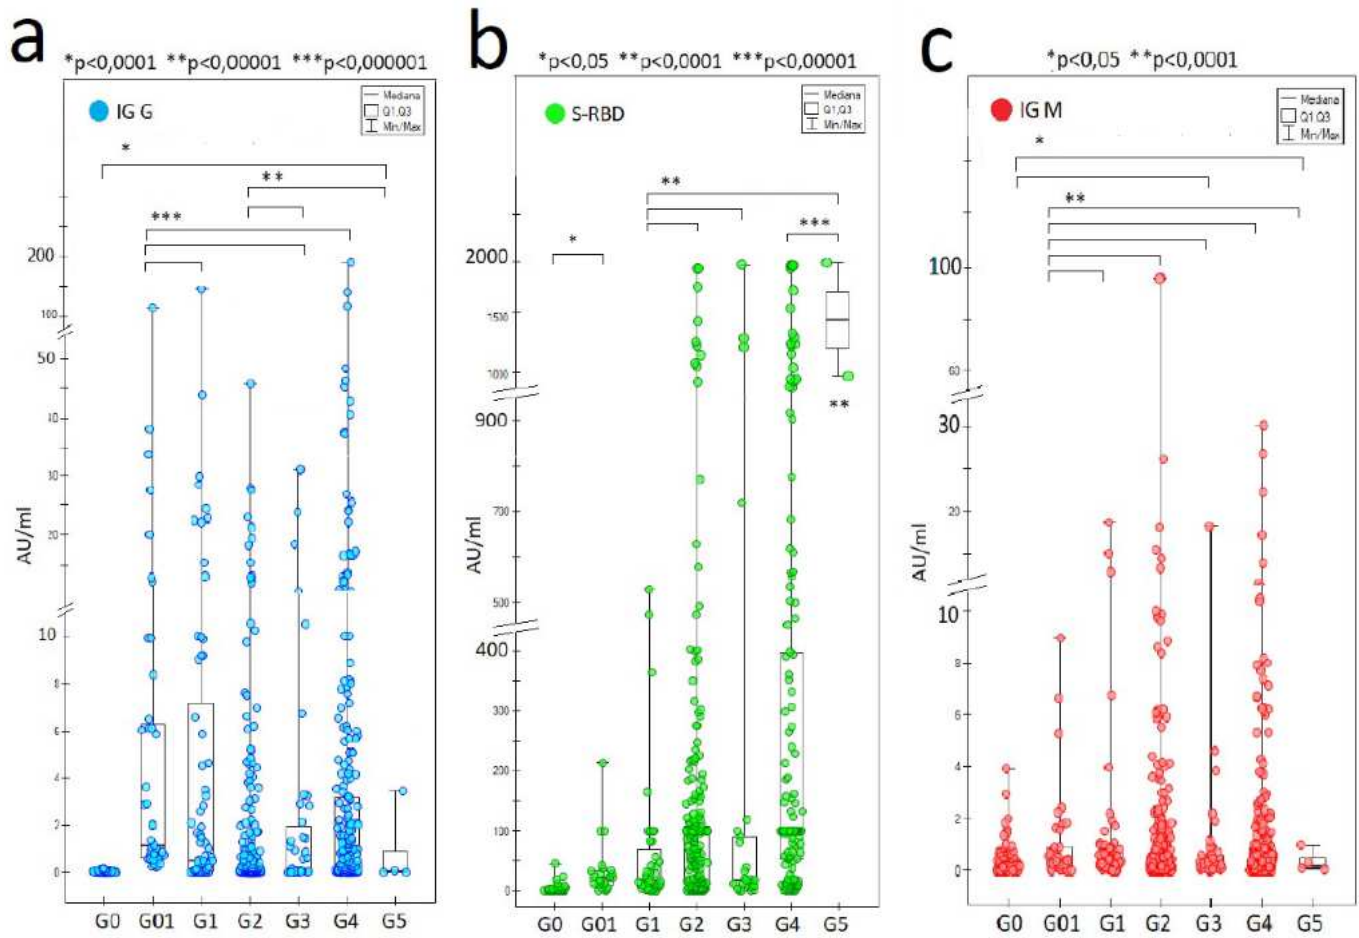 a
*p<0,0001 **p<0,00001 ***p<0,000001
IG G
Mediana
Q1,Q3
Min/Max
*
**
***
200
100
50
40
30
20
10
8
6
4
2
0
AU/ml
G0 G01 G1 G2 G3 G4 G5
b
*p<0,05 **p<0,0001 ***p<0,00001
S-RBD
Mediana
Q1,Q3
Min/Max
**
***
*
2000
1500
1000
**
900
700
500
400
300
200
100
0
AU/ml
G0 G01 G1 G2 G3 G4 G5
c
*p<0,05 **p<0,0001
IG M
Mediana
Q1,Q3
Min/Max
*
**
100
60
30
20
10
8
6
4
2
0
AU/ml
G0 G01 G1 G2 G3 G4 G5